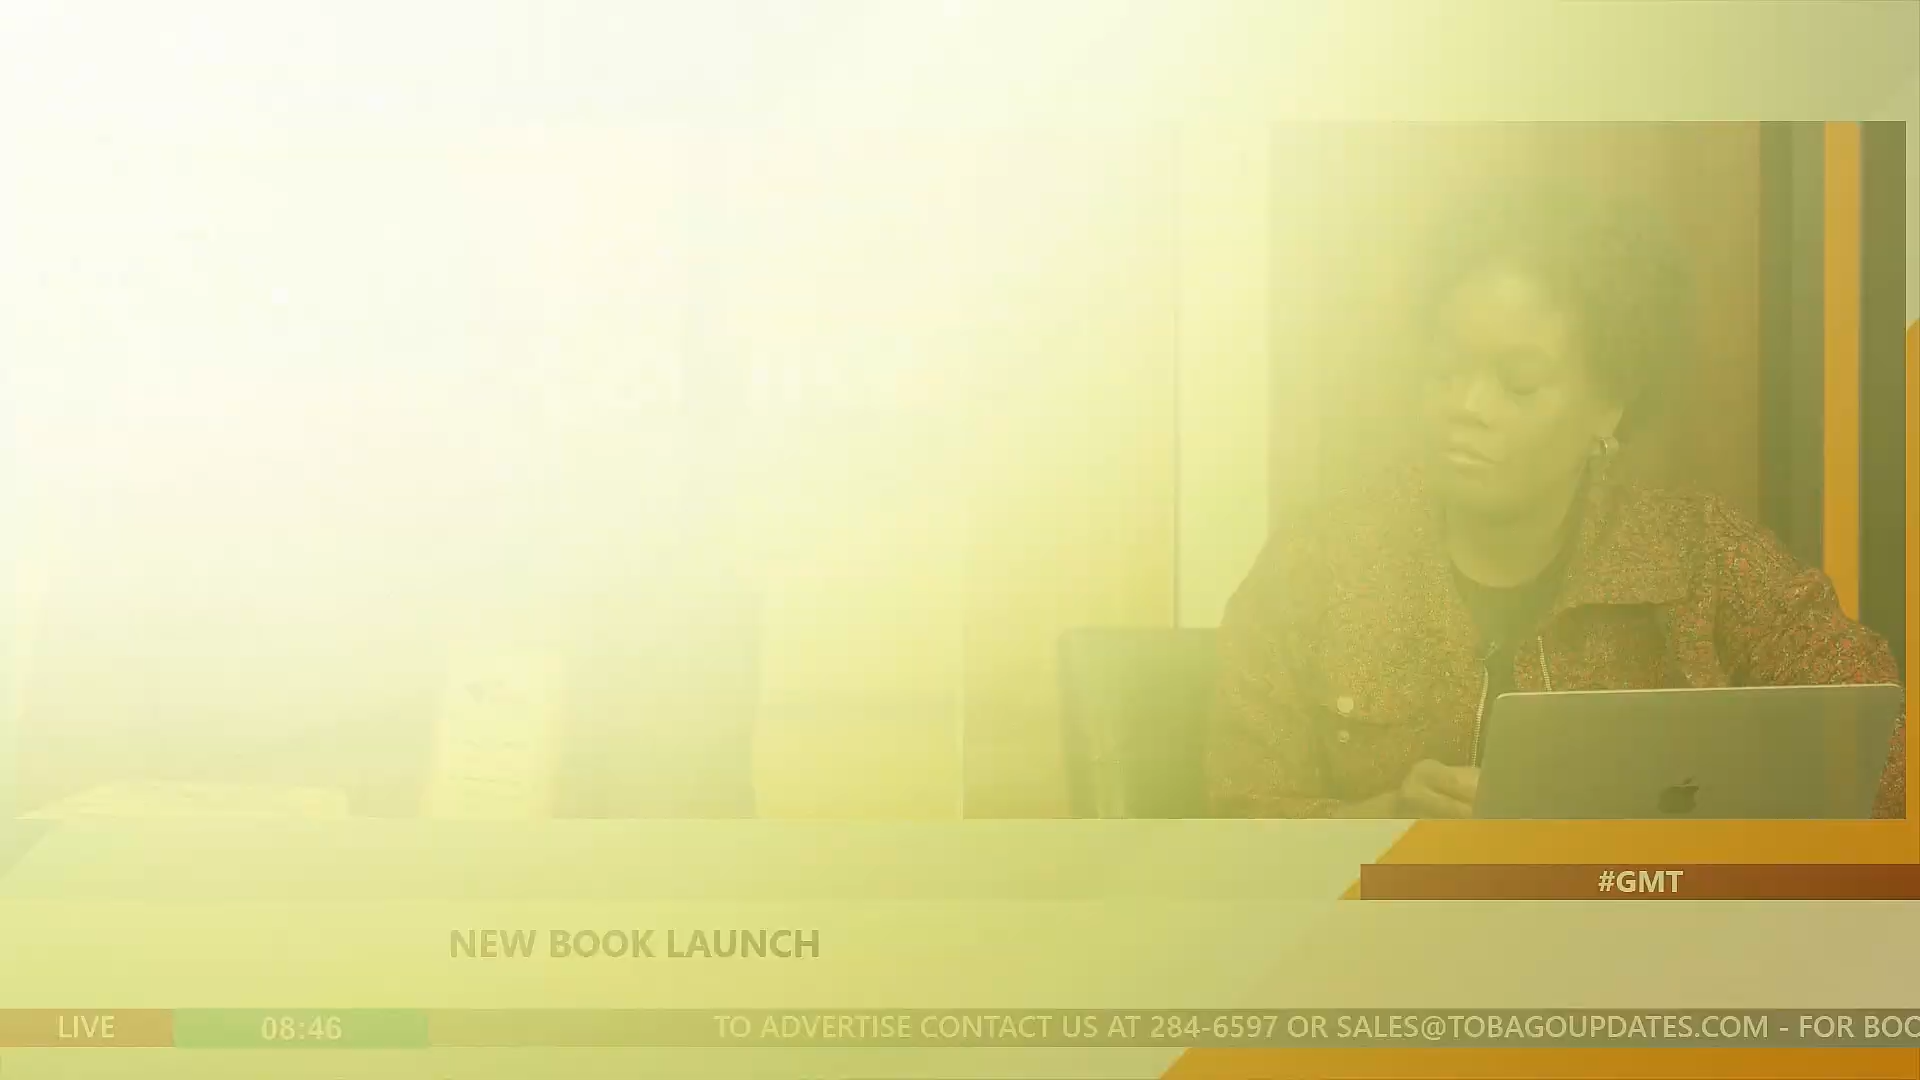 #GMT
NEW BOOK LAUNCH
LIVE
08:46
TO ADVERTISE CONTACT US AT 284-6597 OR SALES@TOBAGOUPDATES.COM - FOR BOO